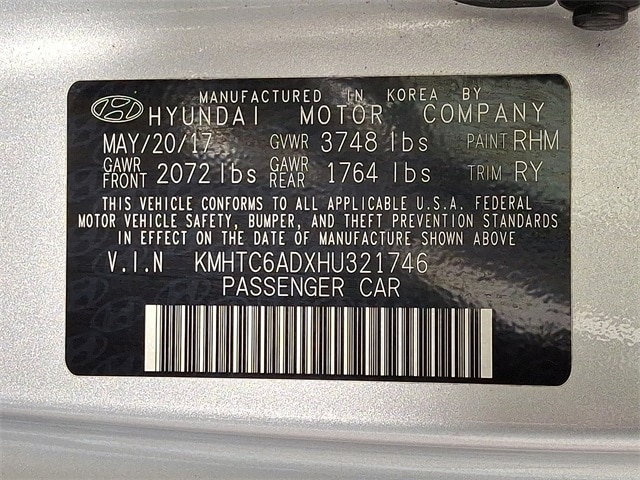 MANUFACTURED IN KOREA BY
HYUNDAI MOTOR COMPANY
MAY/20/17 GVWR 3748 lbs PAINT RHM
GAWR FRONT 2072 lbs GAWR REAR 1764 lbs TRIM RY
THIS VEHICLE CONFORMS TO ALL APPLICABLE U.S.A. FEDERAL
MOTOR VEHICLE SAFETY, BUMPER, AND THEFT PREVENTION STANDARDS
IN EFFECT ON THE DATE OF MANUFACTURE SHOWN ABOVE
V.I.N KMHTC6ADXHU321746
PASSENGER CAR